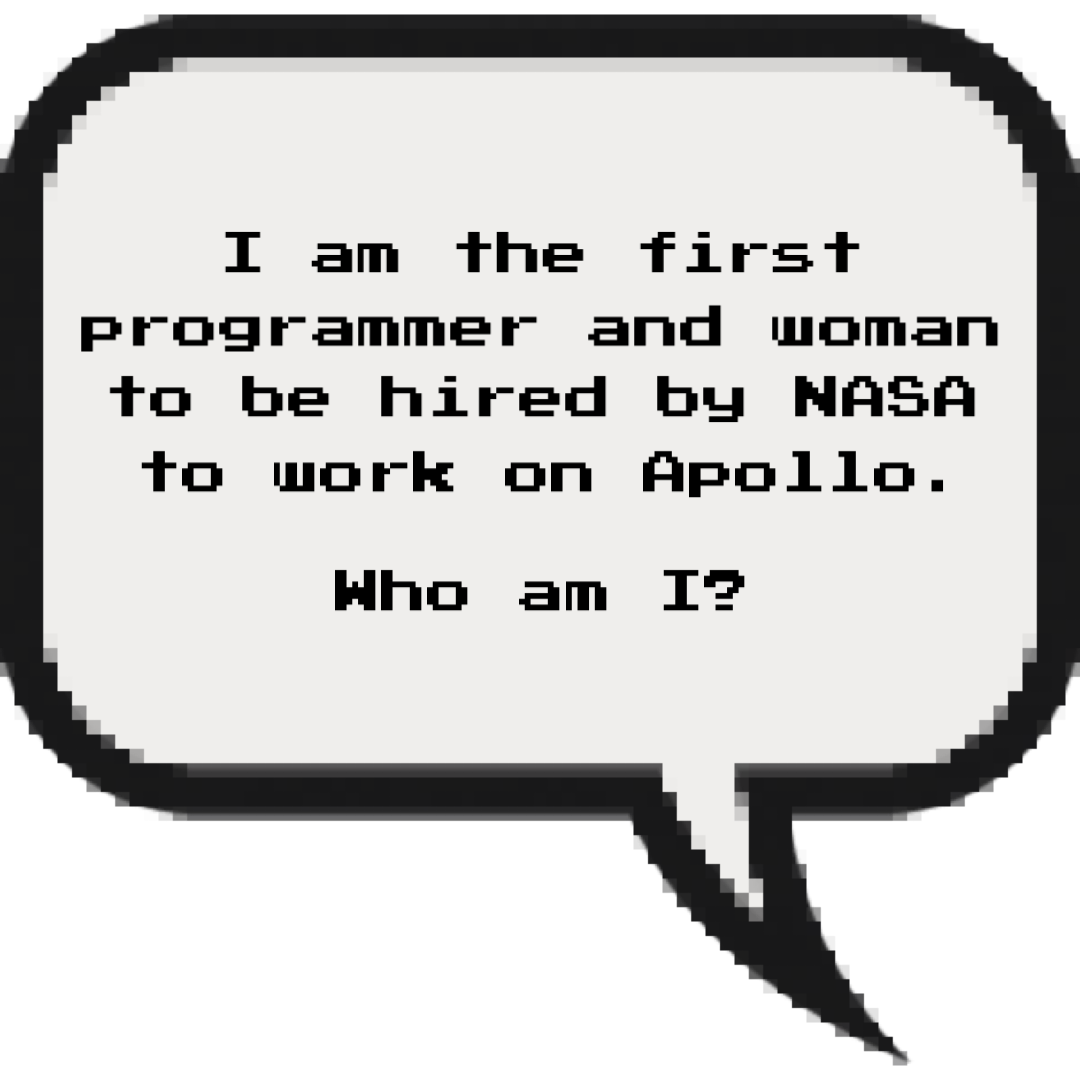 I am the first
programmer and woman
to be hired by NASA
to work on Apollo.
Who am I?